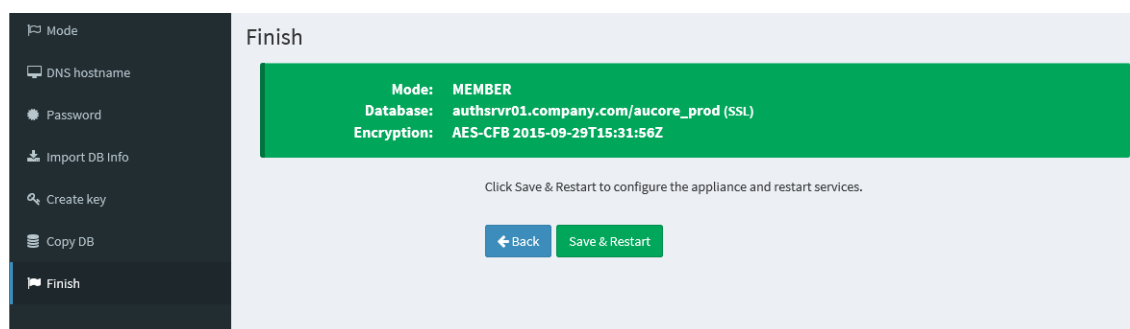 Mode
DNS hostname
Password
Import DB Info
Create key
Copy DB
Finish
Finish
Mode: MEMBER
Database: authsrvr01.company.com/aucore_prod (SSL)
Encryption: AES-CFB 2015-09-29T15:31:56Z
Click Save & Restart to configure the appliance and restart services.
Back
Save & Restart